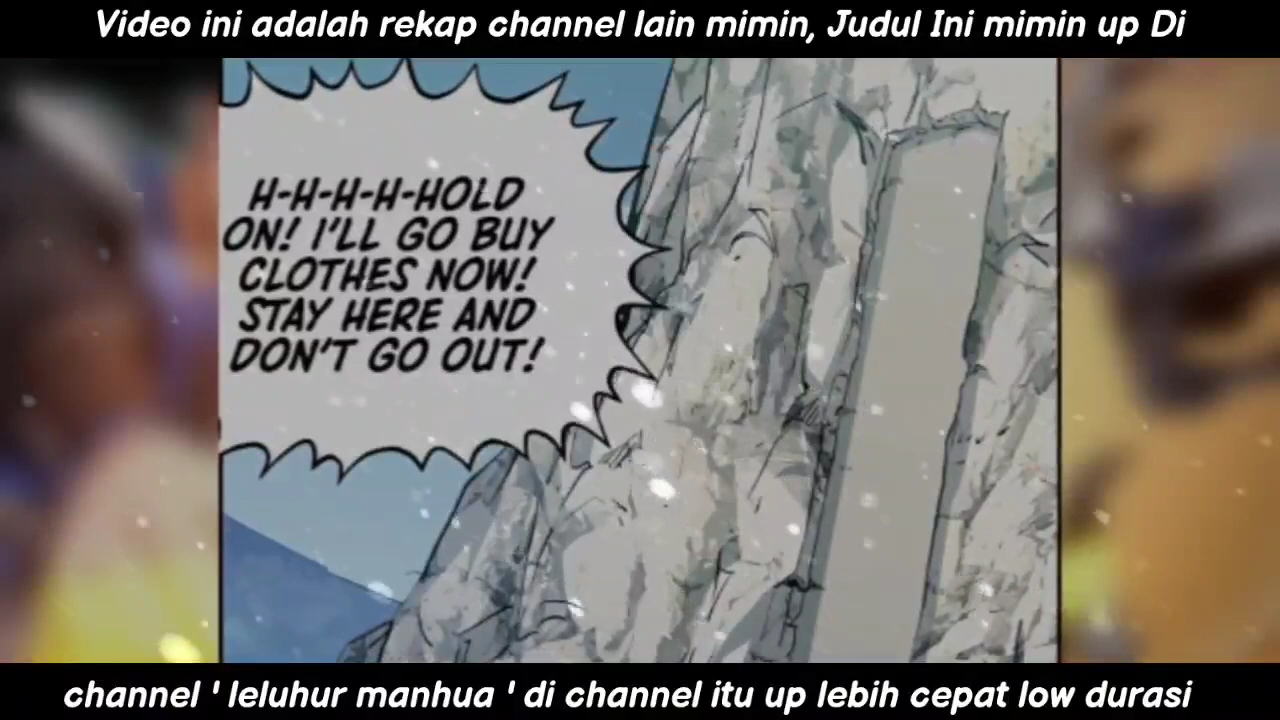 Video ini adalah rekap channel lain mimin, Judul Ini mimin up Di
H-H-H-H-HOLD
ON! I'LL GO BUY
CLOTHES NOW!
STAY HERE AND
DON'T GO OUT!
channel ' leluhur manhua ' di channel itu up lebih cepat low durasi